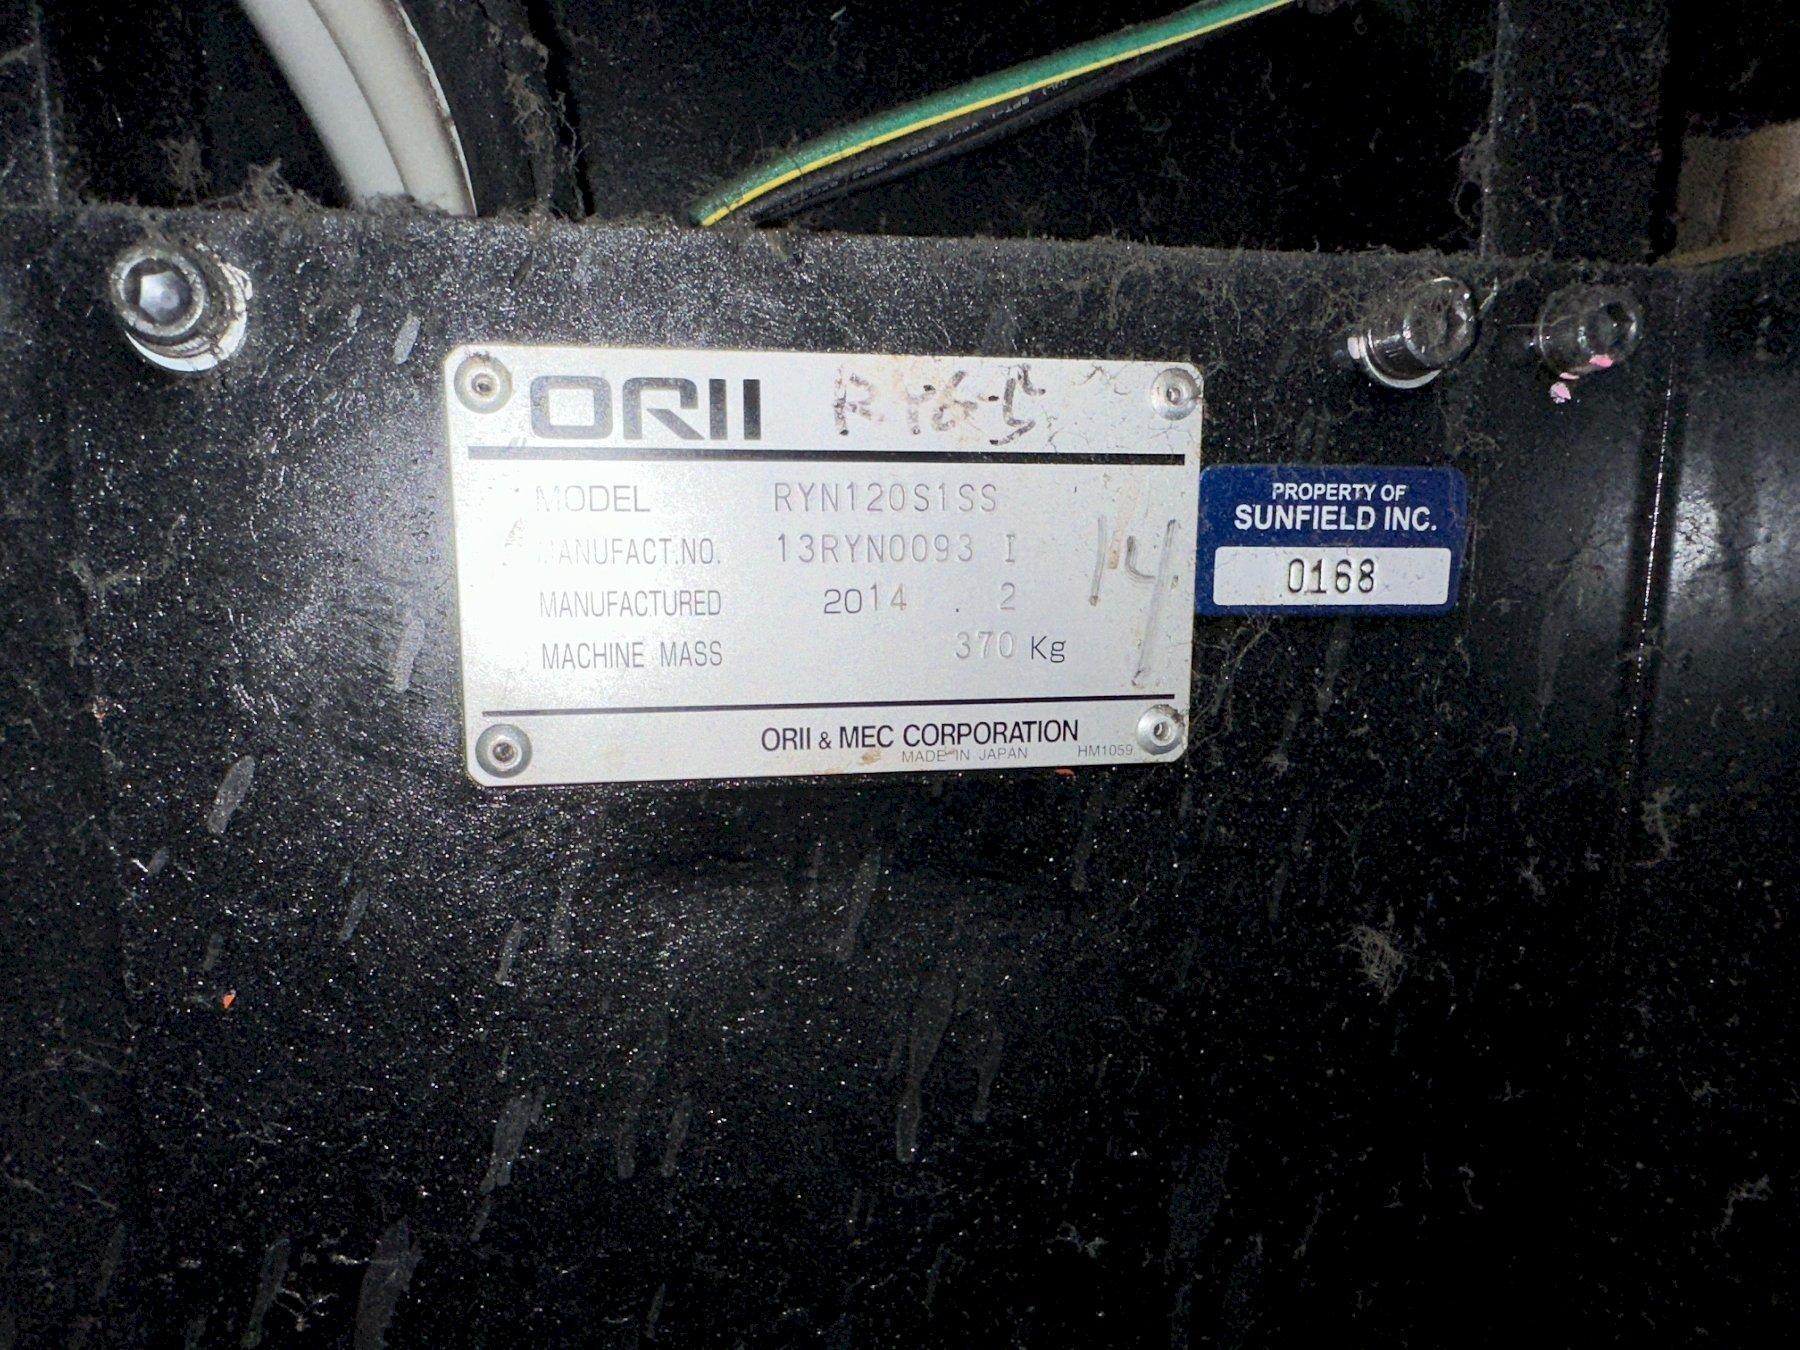 ORII
MODEL RYN120S1SS
MANUFACT.NO. 13RYN0093 I
MANUFACTURED 2014 . 2
14
MACHINE MASS 370 Kg
ORII & MEC CORPORATION
MADE IN JAPAN HM1059
PROPERTY OF
SUNFIELD INC.
0168